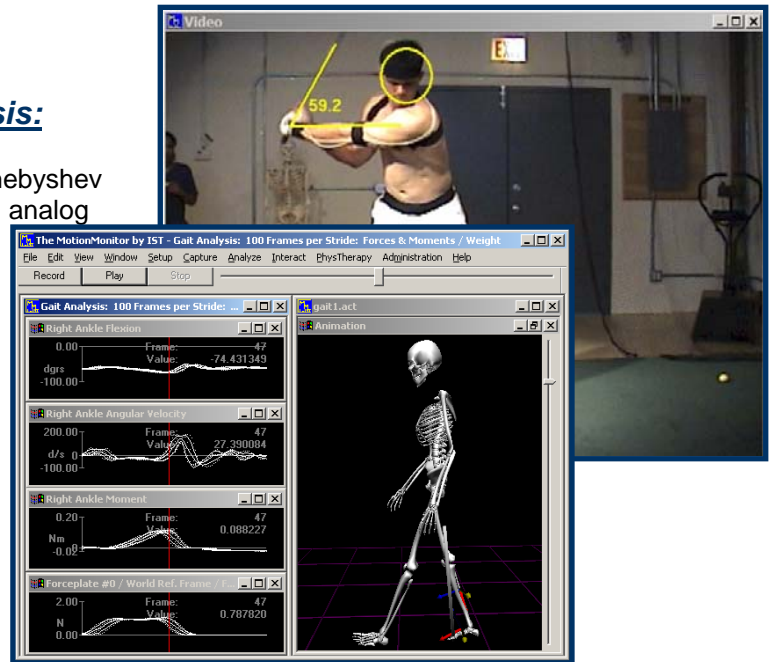 Video
EX
59.2
sis:
hebyshev
analog
The MotionMonitor by IST - Gait Analysis: 100 Frames per Stride: Forces & Moments / Weight
File Edit View Window Setup Capture Analyze Interact PhysTherapy Administration Help
Record Play Stop
Gait Analysis: 100 Frames per Stride: ...
Right Ankle Flexion
0.00 Frame: 47
Value: -74.431349
dgrs
-100.00
Right Ankle Angular Velocity
200.00 Frame: 47
Value: 27.390084
d/s 0
-100.00
Right Ankle Moment
0.20 Frame: 47
Value: 0.088227
Nm
-0.02 0
Forceplate #0 / World Ref. Frame / F...
2.00 Frame: 47
Value: 0.787820
N
0.00
gait1.act
Animation